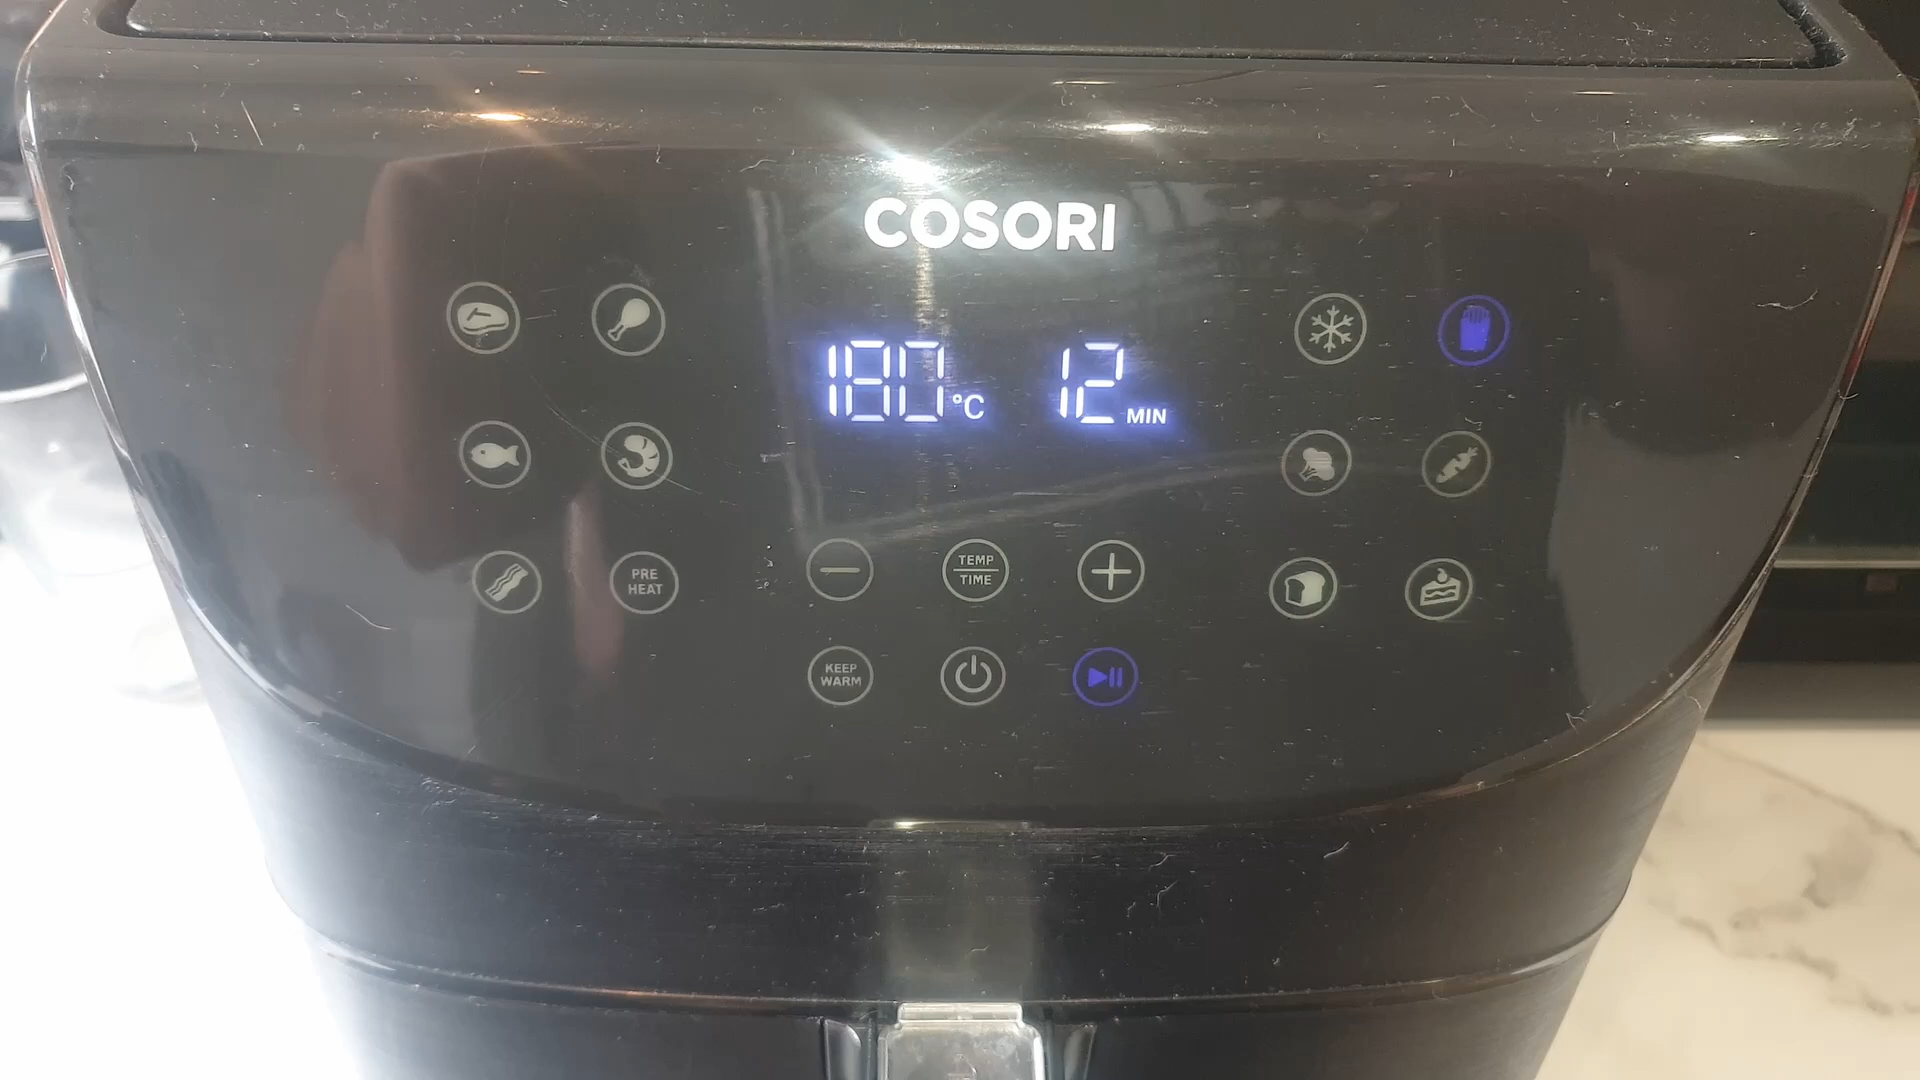 COSORI
180 °C 12 MIN
PRE
HEAT
TEMP
TIME
KEEP
WARM